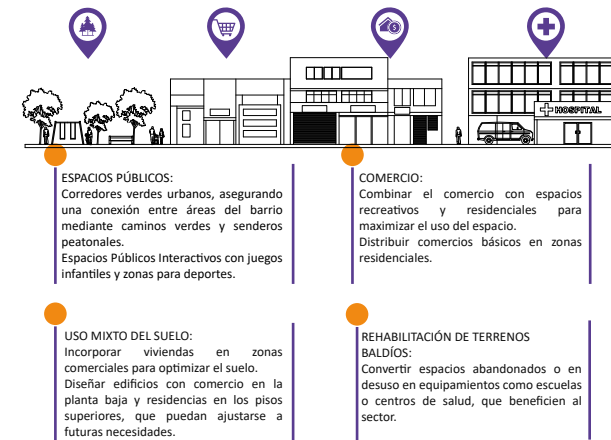 HOSPITAL
ESPACIOS PÚBLICOS:
Corredores verdes urbanos, asegurando
una conexión entre áreas del barrio
mediante caminos verdes y senderos
peatonales.
Espacios Públicos Interactivos con juegos
infantiles y zonas para deportes.
COMERCIO:
Combinar el comercio con espacios
recreativos y residenciales para
maximizar el uso del espacio.
Distribuir comercios básicos en zonas
residenciales.
USO MIXTO DEL SUELO:
Incorporar viviendas en zonas
comerciales para optimizar el suelo.
Diseñar edificios con comercio en la
planta baja y residencias en los pisos
superiores, que puedan ajustarse a
futuras necesidades.
REHABILITACIÓN DE TERRENOS
BALDÍOS:
Convertir espacios abandonados o en
desuso en equipamientos como escuelas
o centros de salud, que beneficien al
sector.